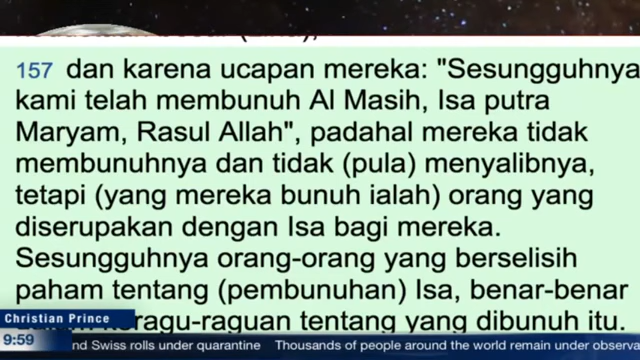 157 dan karena ucapan mereka: "Sesungguhnya
kami telah membunuh Al Masih, Isa putra
Maryam, Rasul Allah", padahal mereka tidak
membunuhnya dan tidak (pula) menyalibnya,
tetapi (yang mereka bunuh ialah) orang yang
diserupakan dengan Isa bagi mereka.
Sesungguhnya orang-orang yang berselisih
paham tentang (pembunuhan) Isa, benar-benar
ragu-raguan tentang yang dibunuh itu.
Christian Prince
9:59 nd Swiss rolls under quarantine Thousands of people around the world remain under observa